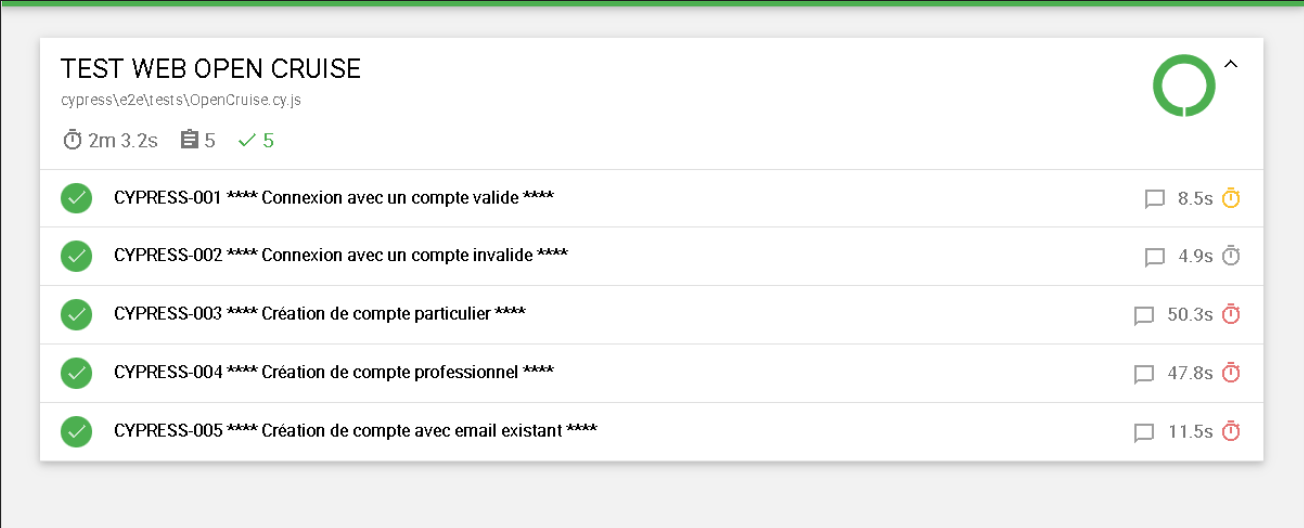 TEST WEB OPEN CRUISE
cypress\e2e\tests\OpenCruise.cy.js
2m 3.2s 5 5
CYPRESS-001 **** Connexion avec un compte valide **** 8.5s
CYPRESS-002 **** Connexion avec un compte invalide **** 4.9s
CYPRESS-003 **** Création de compte particulier **** 50.3s
CYPRESS-004 **** Création de compte professionnel **** 47.8s
CYPRESS-005 **** Création de compte avec email existant **** 11.5s